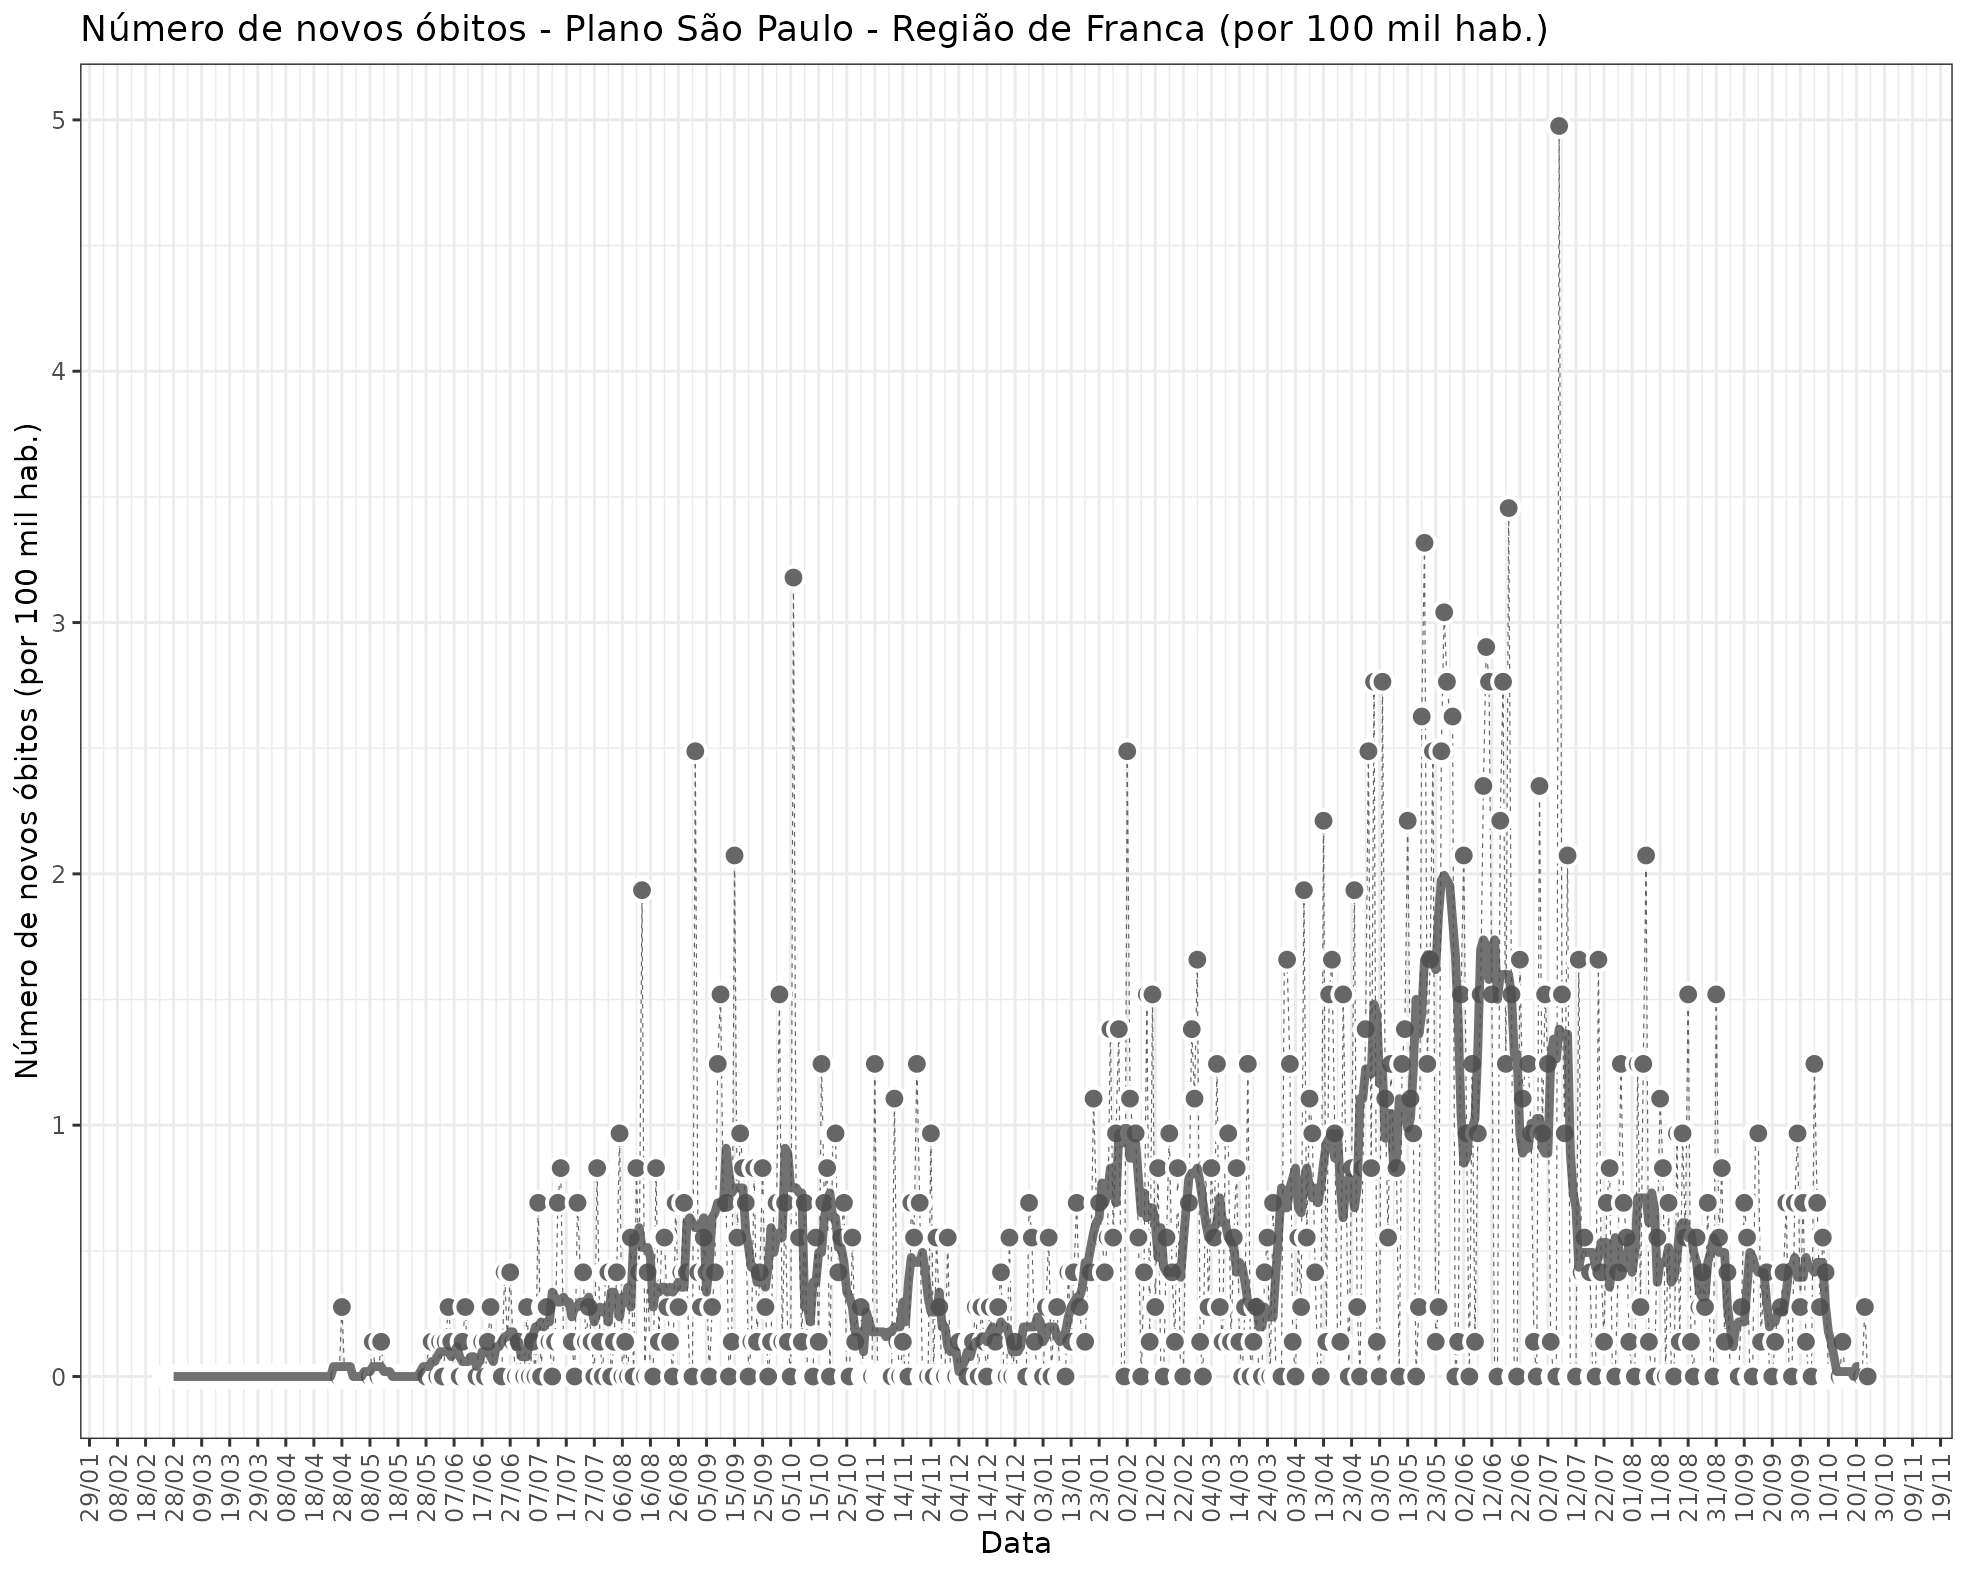 Número de novos óbitos - Plano São Paulo - Região de Franca (por 100 mil hab.)
Número de novos óbitos (por 100 mil hab.)
5
4
3
2
1
0
29/01 08/02 18/02 28/02 09/03 19/03 29/03 08/04 18/04 28/04 08/05 18/05 28/05 07/06 17/06 27/06 07/07 17/07 27/07 06/08 16/08 26/08 05/09 15/09 25/09 05/10 15/10 25/10 04/11 14/11 24/11 04/12 14/12 24/12 03/01 13/01 23/01 02/02 12/02 22/02 04/03 14/03 24/03 03/04 13/04 23/04 03/05 13/05 23/05 02/06 12/06 22/06 02/07 12/07 22/07 01/08 11/08 21/08 31/08 10/09 20/09 30/09 10/10 20/10 30/10 09/11 19/11
Data